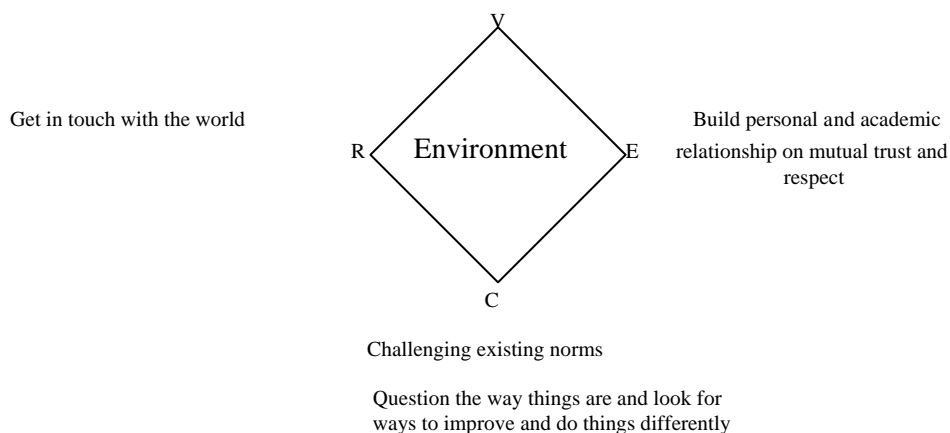 V
Get in touch with the world
R
Environment
E
Build personal and academic
relationship on mutual trust and
respect
C
Challenging existing norms
Question the way things are and look for
ways to improve and do things differently